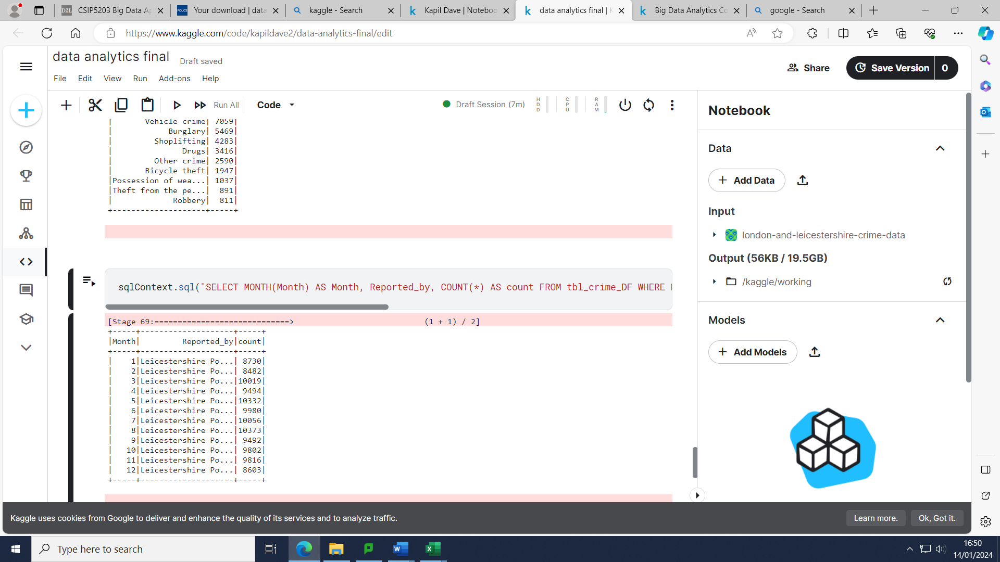 CSIP5203 Big Data Ap
Your download | data
kaggle - Search
Kapil Dave | Noteboo
data analytics final | K
Big Data Analytics Co
google - Search
https://www.kaggle.com/code/kapildave2/data-analytics-final/edit
data analytics final
Draft saved
File Edit View Run Add-ons Help
Share
Save Version 0
Run All
Code
Draft Session (7m)
HDD
CPU
RAM
| Vehicle crime| 7059|
| Burglary| 5469|
| Shoplifting| 4283|
| Drugs| 3416|
| Other crime| 2590|
| Bicycle theft| 1947|
|Possession of wea...| 1037|
|Theft from the pe...| 891|
| Robbery| 811|
+--------------------+-----+
sqlContext.sql("SELECT MONTH(Month) AS Month, Reported_by, COUNT(*) AS count FROM tbl_crime_DF WHERE
[Stage 69:=============================> (1 + 1) / 2]
+-----+--------------------+-----+
|Month| Reported_by|count|
+-----+--------------------+-----+
| 1|Leicestershire Po...| 8730|
| 2|Leicestershire Po...| 8482|
| 3|Leicestershire Po...|10019|
| 4|Leicestershire Po...| 9494|
| 5|Leicestershire Po...|10332|
| 6|Leicestershire Po...| 9980|
| 7|Leicestershire Po...|10056|
| 8|Leicestershire Po...|10373|
| 9|Leicestershire Po...| 9492|
| 10|Leicestershire Po...| 9802|
| 11|Leicestershire Po...| 9816|
| 12|Leicestershire Po...| 8603|
+-----+--------------------+-----+
Notebook
Data
Add Data
Input
london-and-leicestershire-crime-data
Output (56KB / 19.5GB)
/kaggle/working
Models
Add Models
Kaggle uses cookies from Google to deliver and enhance the quality of its services and to analyze traffic.
Learn more.
Ok, Got it.
Type here to search
16:50
14/01/2024